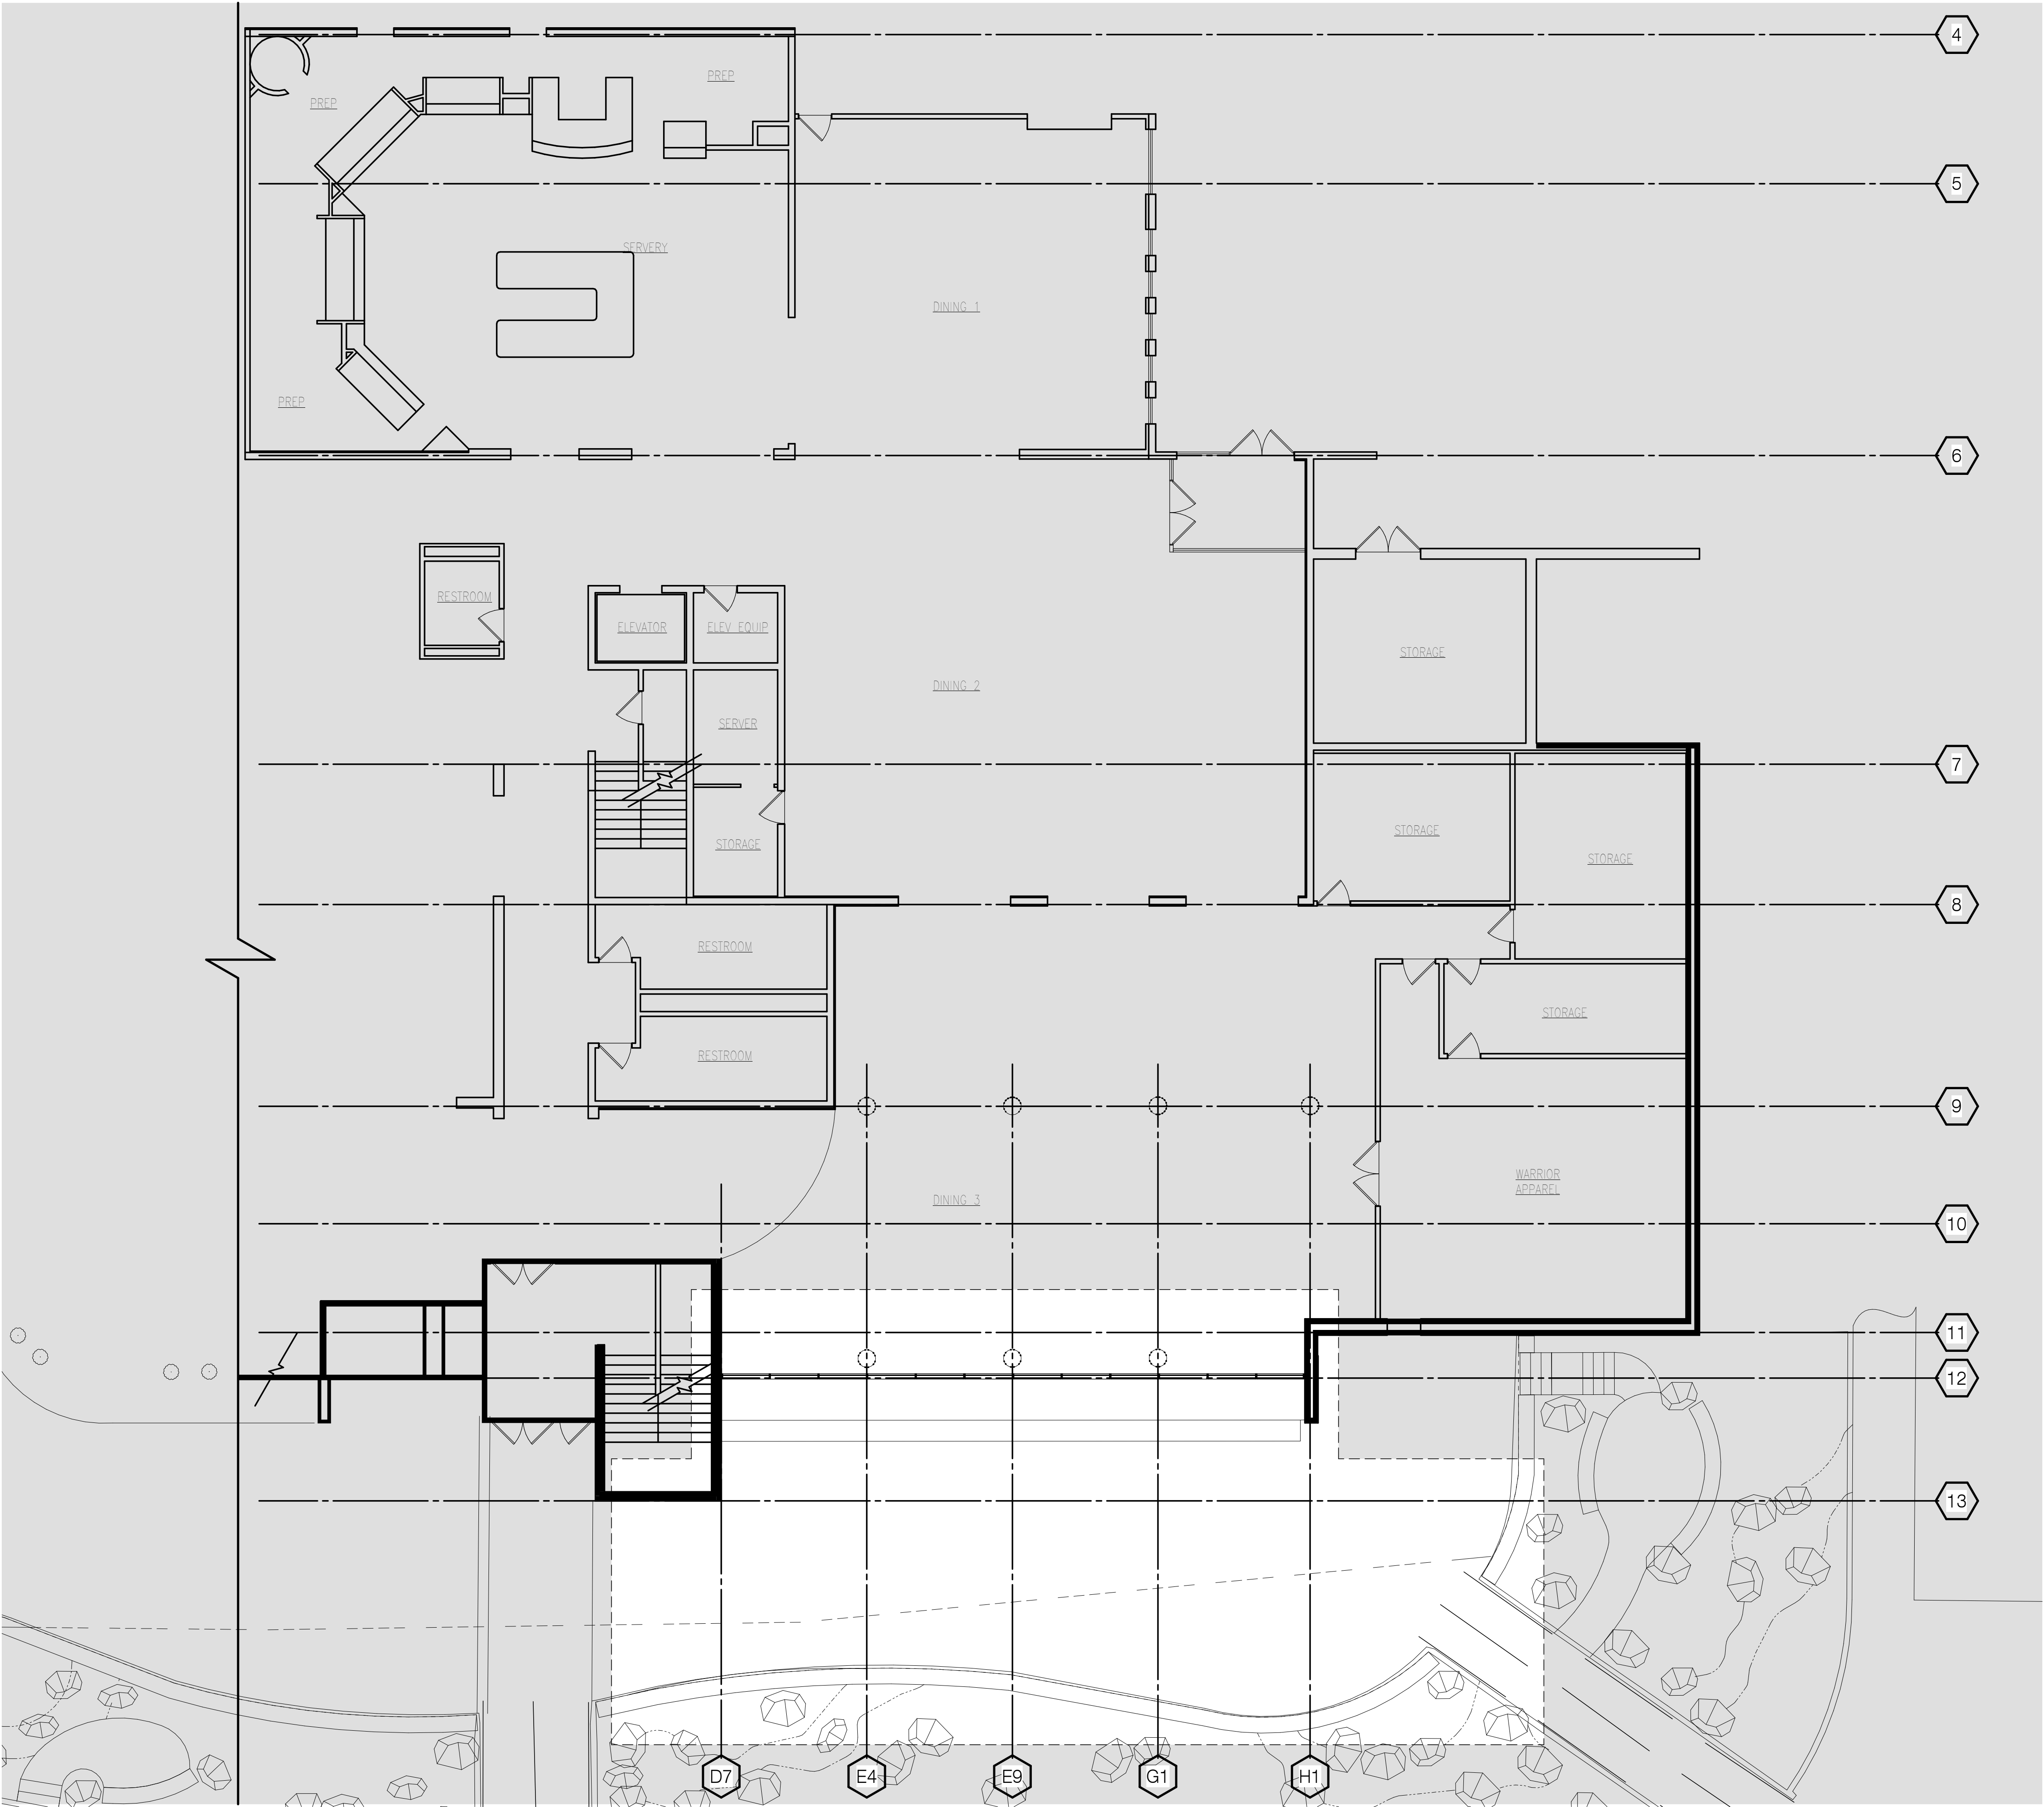 4
PREP
PREP
5
SERVERY
DINING 1
PREP
6
RESTROOM
ELEVATOR
ELEV EQUIP
STORAGE
DINING 2
SERVER
7
STORAGE
STORAGE
STORAGE
8
RESTROOM
STORAGE
RESTROOM
9
WARRIOR
APPAREL
DINING 3
10
11
12
13
D7
E4
E9
G1
H1